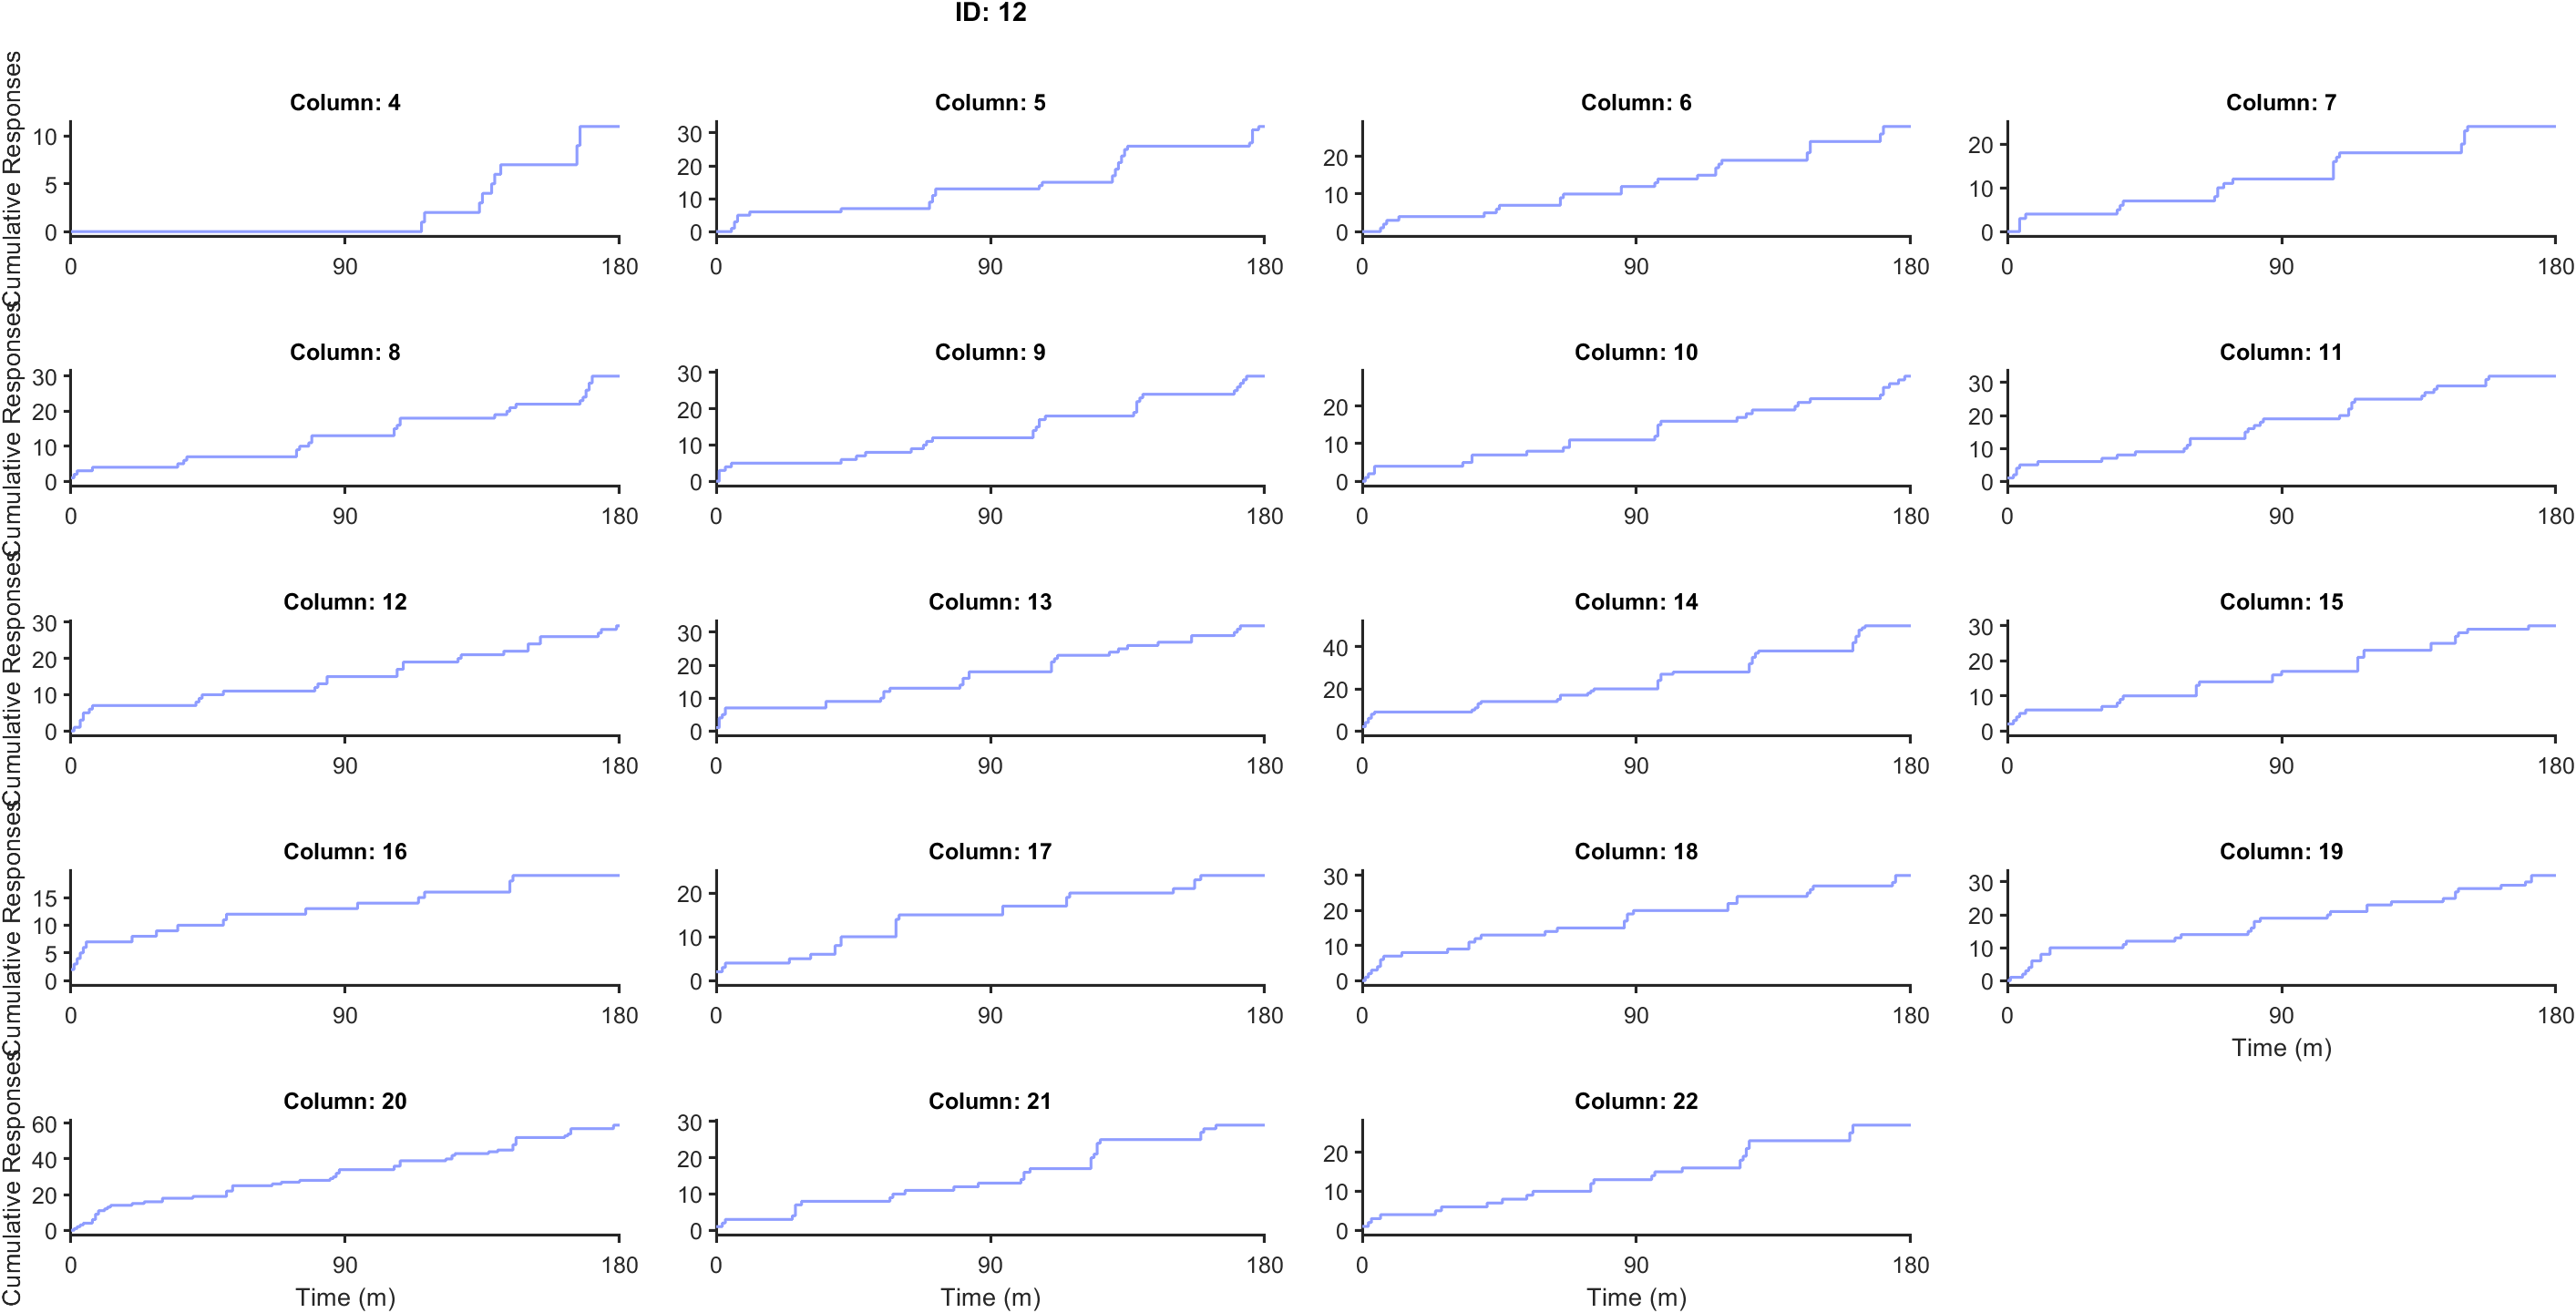 ID: 12
Column: 4
Column: 5
Column: 6
Column: 7
Cumulative Responses
10
5
0
0 90 180
30
20
10
0
0 90 180
20
10
0
0 90 180
20
10
0
0 90 180
Column: 8
Column: 9
Column: 10
Column: 11
Cumulative Responses
30
20
10
0
0 90 180
30
20
10
0
0 90 180
20
10
0
0 90 180
30
20
10
0
0 90 180
Column: 12
Column: 13
Column: 14
Column: 15
Cumulative Responses
30
20
10
0
0 90 180
30
20
10
0
0 90 180
40
20
0
0 90 180
30
20
10
0
0 90 180
Column: 16
Column: 17
Column: 18
Column: 19
Cumulative Responses
15
10
5
0
0 90 180
20
10
0
0 90 180
30
20
10
0
0 90 180
30
20
10
0
0 90 180
Time (m)
Column: 20
Column: 21
Column: 22
Cumulative Responses
60
40
20
0
0 90 180
Time (m)
30
20
10
0
0 90 180
Time (m)
20
10
0
0 90 180
Time (m)